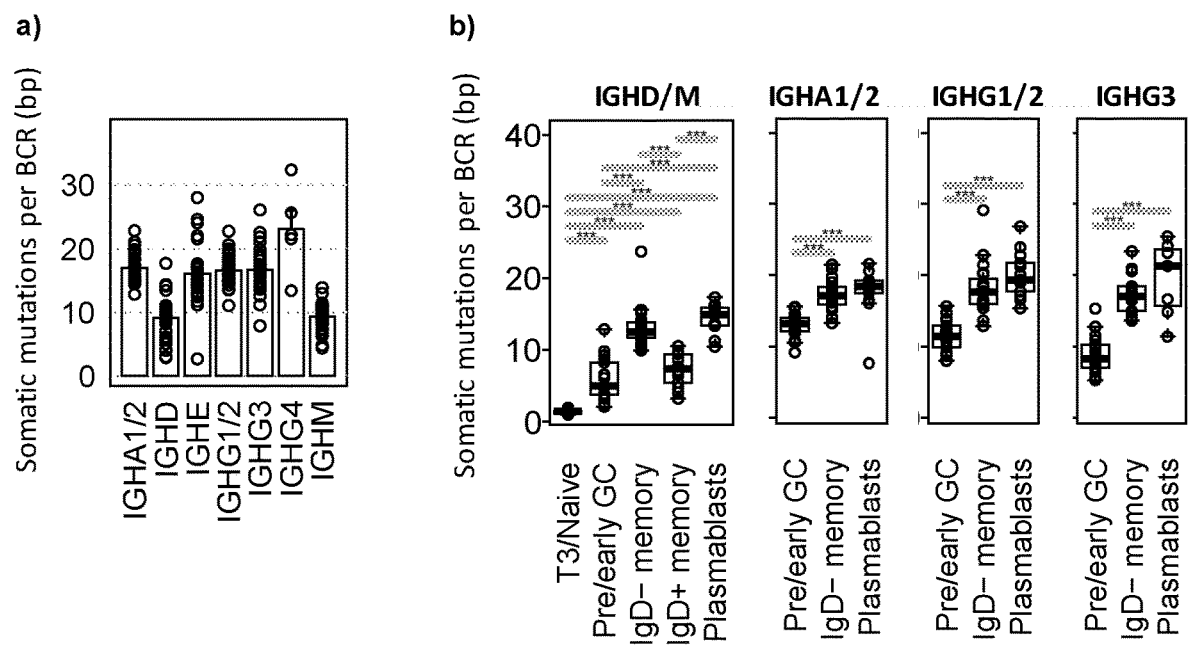 a)
Somatic mutations per BCR (bp)
30
20
10
0
IGHA1/2
IGHD
IGHE
IGHG1/2
IGHG3
IGHG4
IGHM
b)
Somatic mutations per BCR (bp)
IGHD/M
IGHA1/2
IGHG1/2
IGHG3
40
30
20
10
0
***
***
***
***
***
***
***
***
***
***
***
***
***
***
T3/Naive
Pre/early GC
IgD− memory
IgD+ memory
Plasmablasts
Pre/early GC
IgD− memory
Plasmablasts
Pre/early GC
IgD− memory
Plasmablasts
Pre/early GC
IgD− memory
Plasmablasts